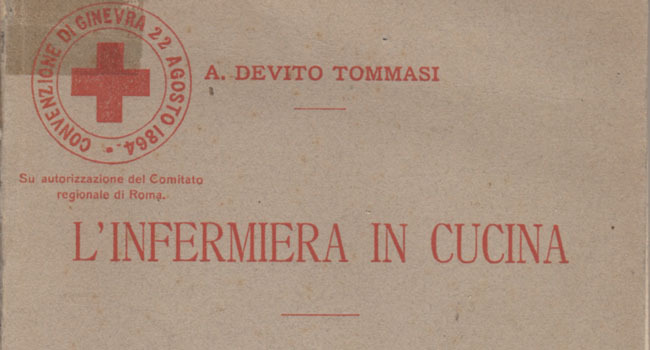 CONVENZIONE DI GINEVRA 22 AGOSTO 1864 •
A. DEVITO TOMMASI
Su autorizzazione del Comitato
regionale di Roma.
L'INFERMIERA IN CUCINA